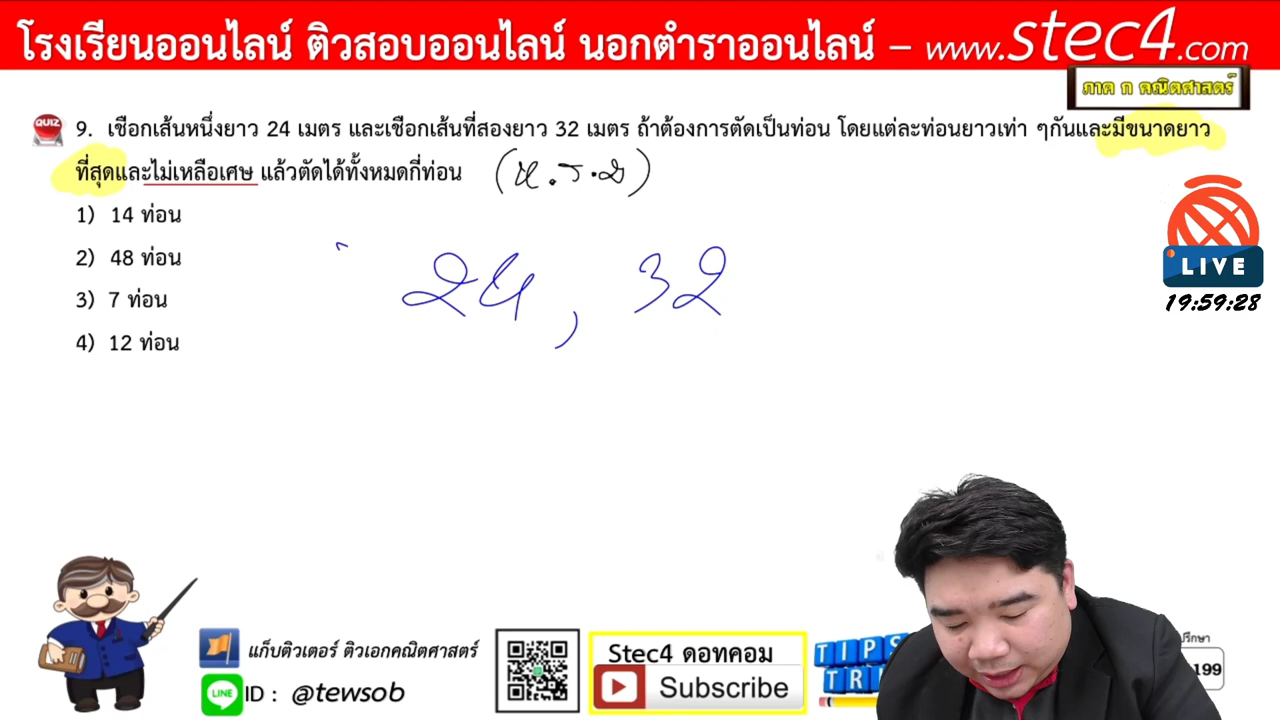 โรงเรียนออนไลน์ ติวสอบออนไลน์ นอกตำราออนไลน์ – www.stec4.com
ภาค ก คณิตศาสตร์
QUIZ
9. เชือกเส้นหนึ่งยาว 24 เมตร และเชือกเส้นที่สองยาว 32 เมตร ถ้าต้องการตัดเป็นท่อน โดยแต่ละท่อนยาวเท่า ๆกันและมีขนาดยาว
ที่สุดและไม่เหลือเศษ แล้วตัดได้ทั้งหมดกี่ท่อน (ห.ร.ม)
1) 14 ท่อน
2) 48 ท่อน
3) 7 ท่อน
4) 12 ท่อน
24 , 32
LIVE
19:59:28
แก็บติวเตอร์ ติวเอกคณิตศาสตร์
LINE ID : @tewsob
Stec4 ดอทคอม
Subscribe
TIPS
199